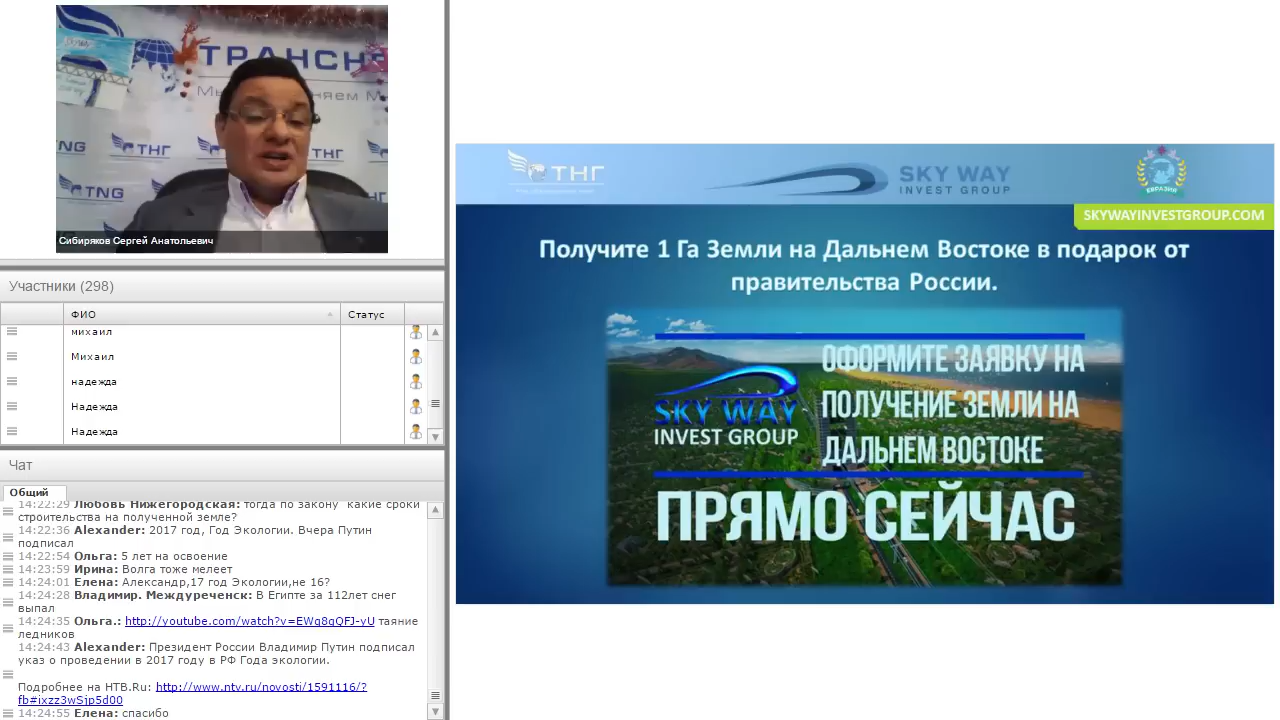 ТРАНСН
Мы
няем М
TNG
ТНГ
ТНГ
TNG
ТНГ
Сибиряков Сергей Анатольевич
Участники (298)
ФИО
Статус
михаил
Михаил
надежда
Надежда
Надежда
Чат
Общий
14:22:29 Любовь Нижегородская: тогда по закону какие сроки
строительства на полученной земле?
14:22:36 Alexander: 2017 год, Год Экологии. Вчера Путин
подписал
14:22:54 Ольга: 5 лет на освоение
14:23:59 Ирина: Волга тоже мелеет
14:24:01 Елена: Александр,17 год Экологии,не 16?
14:24:28 Владимир. Междуреченск: В Египте за 112лет снег
выпал
14:24:35 Ольга.: http://youtube.com/watch?v=EWq8gQFJ-yU таяние
ледников
14:24:43 Alexander: Президент России Владимир Путин подписал
указ о проведении в 2017 году в РФ Года экологии.
Подробнее на НТВ.Ru: http://www.ntv.ru/novosti/1591116/?
fb#ixzz3wSjp5d00
14:24:55 Елена: спасибо
ТНГ
SKY WAY
INVEST GROUP
ЕВРАЗИЯ
SKYWAYINVESTGROUP.COM
Получите 1 Га Земли на Дальнем Востоке в подарок от
правительства России.
SKY WAY
INVEST GROUP
ОФОРМИТЕ ЗАЯВКУ НА
ПОЛУЧЕНИЕ ЗЕМЛИ НА
ДАЛЬНЕМ ВОСТОКЕ
ПРЯМО СЕЙЧАС